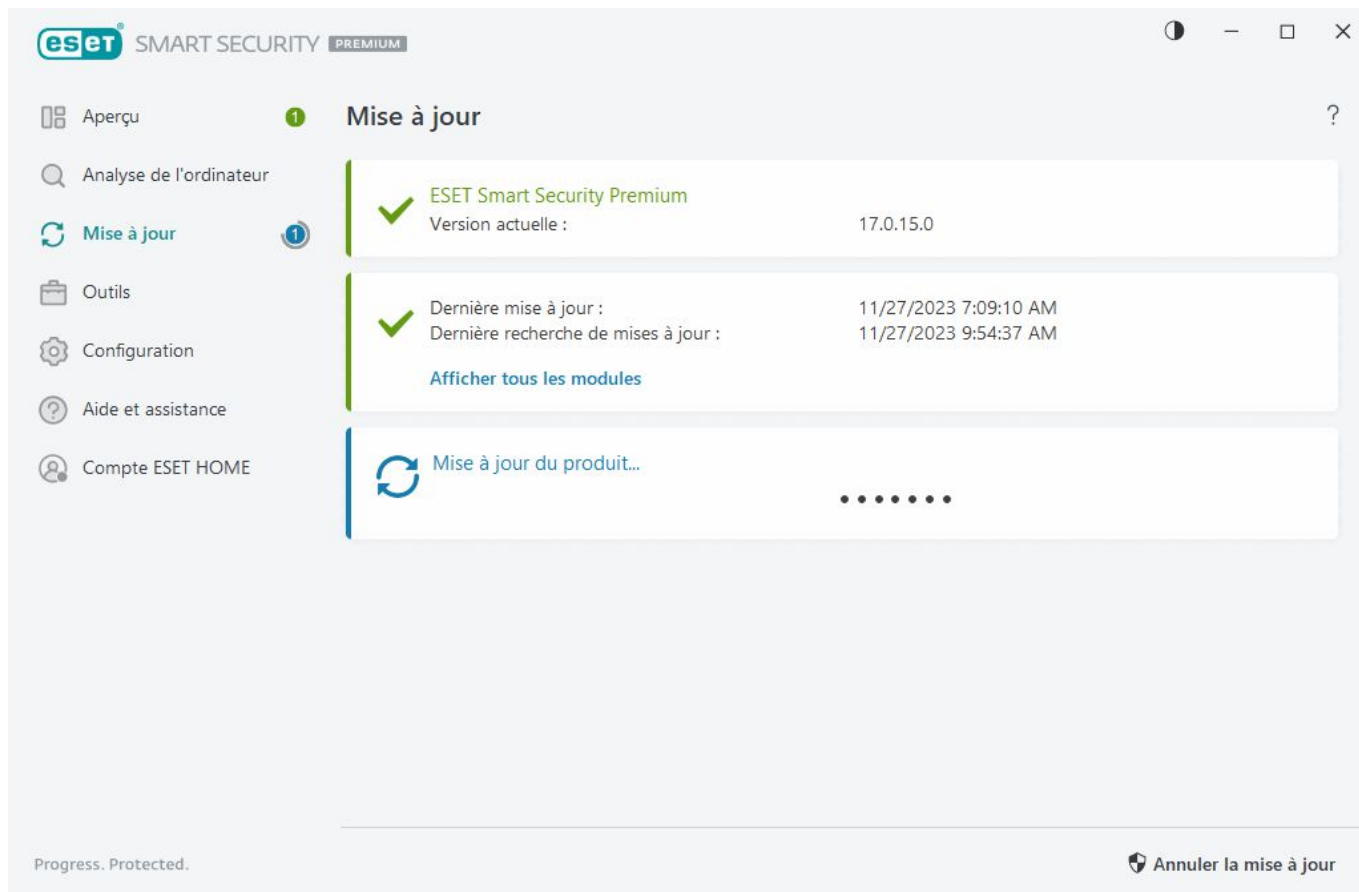 eset® SMART SECURITY PREMIUM
Aperçu 1
Analyse de l'ordinateur
Mise à jour 1
Outils
Configuration
Aide et assistance
Compte ESET HOME
Mise à jour ?
ESET Smart Security Premium
Version actuelle : 17.0.15.0
Dernière mise à jour : 11/27/2023 7:09:10 AM
Dernière recherche de mises à jour : 11/27/2023 9:54:37 AM
Afficher tous les modules
Mise à jour du produit...
Progress. Protected.
Annuler la mise à jour